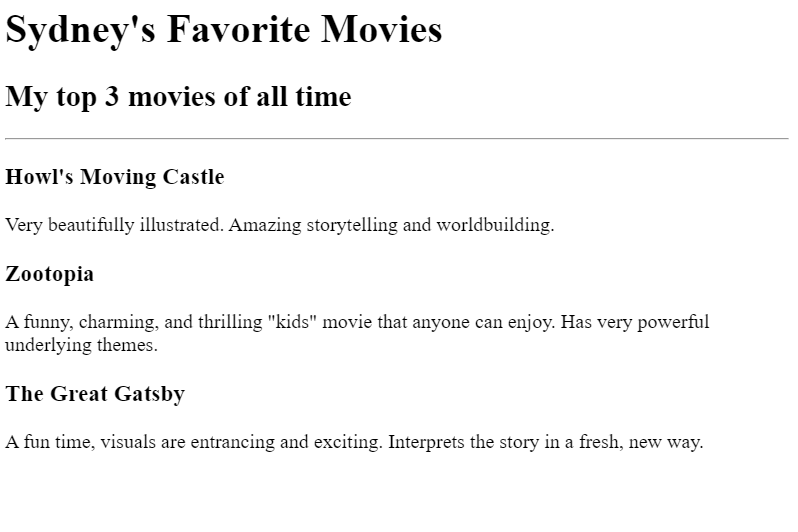 Sydney's Favorite Movies
My top 3 movies of all time
Howl's Moving Castle
Very beautifully illustrated. Amazing storytelling and worldbuilding.
Zootopia
A funny, charming, and thrilling "kids" movie that anyone can enjoy. Has very powerful
underlying themes.
The Great Gatsby
A fun time, visuals are entrancing and exciting. Interprets the story in a fresh, new way.